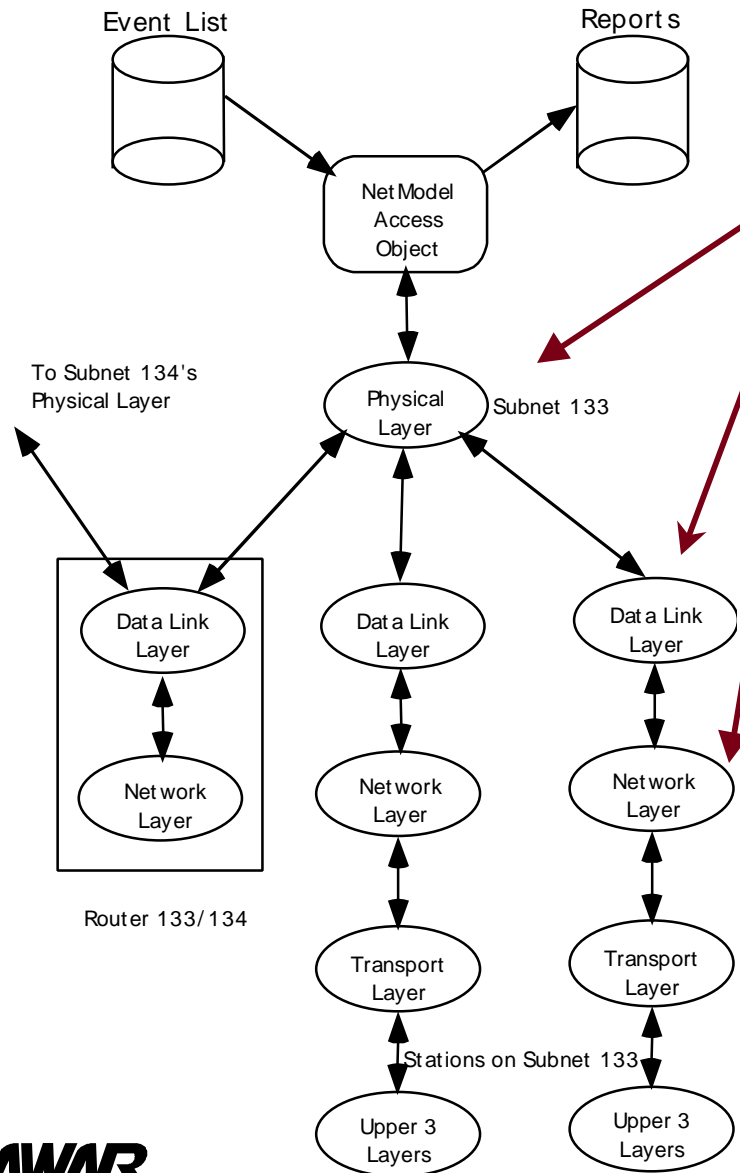 Event List
Reports
NetModel
Access
Object
To Subnet 134's
Physical Layer
Physical
Layer
Subnet 133
Data Link
Layer
Data Link
Layer
Data Link
Layer
Network
Layer
Network
Layer
Network
Layer
Router 133/134
Transport
Layer
Transport
Layer
Stations on Subnet 133
Upper 3
Layers
Upper 3
Layers